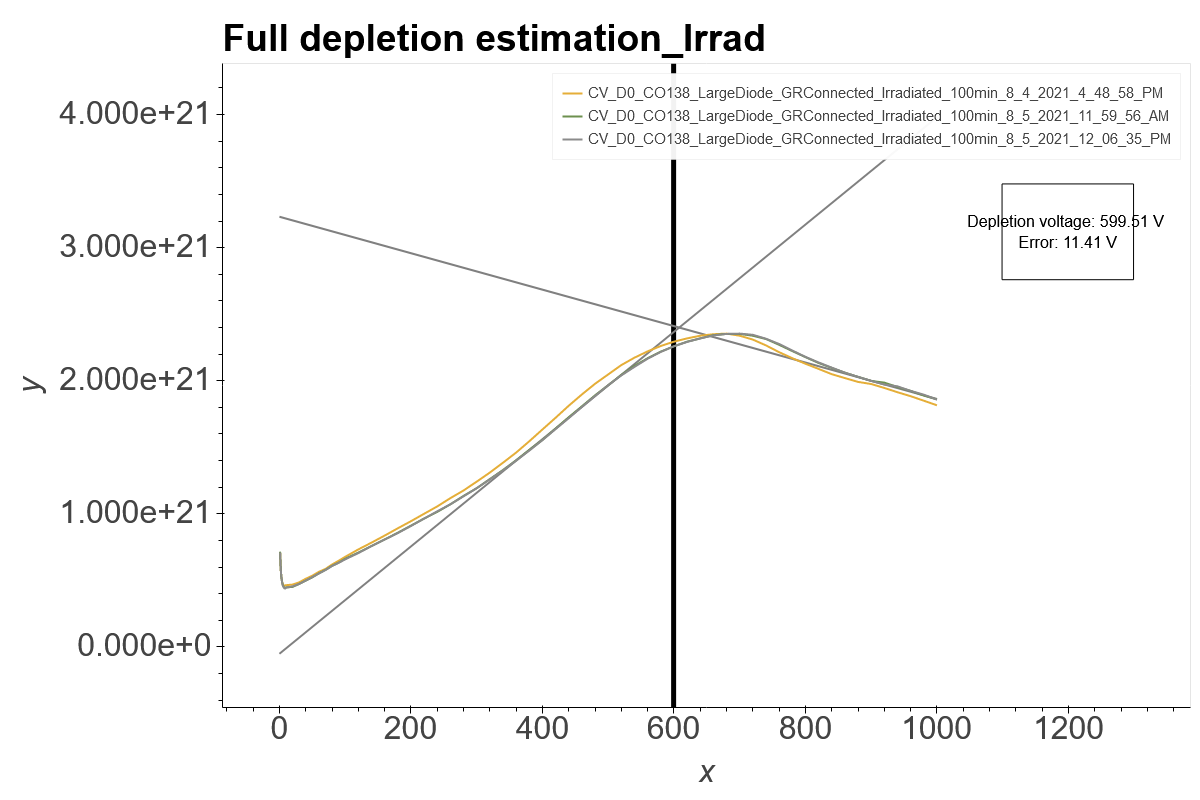 Full depletion estimation_Irrad
CV_D0_CO138_LargeDiode_GRConnected_Irradiated_100min_8_4_2021_4_48_58_PM
CV_D0_CO138_LargeDiode_GRConnected_Irradiated_100min_8_5_2021_11_59_56_AM
CV_D0_CO138_LargeDiode_GRConnected_Irradiated_100min_8_5_2021_12_06_35_PM
Depletion voltage: 599.51 V
Error: 11.41 V
4.000e+21
3.000e+21
2.000e+21
1.000e+21
0.000e+0
y
0 200 400 600 800 1000 1200
x